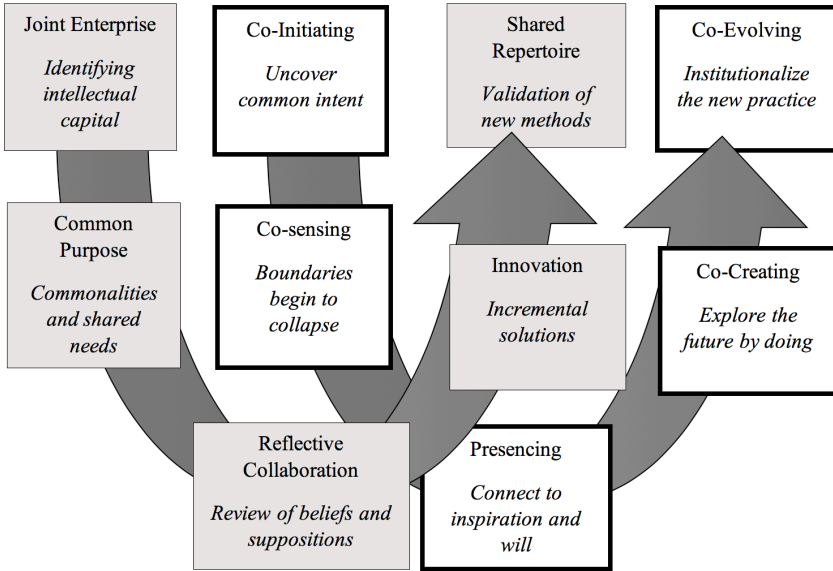 Joint Enterprise
Identifying
intellectual
capital
Co-Initiating
Uncover
common intent
Shared
Repertoire
Validation of
new methods
Co-Evolving
Institutionalize
the new practice
Common
Purpose
Commonalities
and shared
needs
Co-sensing
Boundaries
begin to
collapse
Innovation
Incremental
solutions
Co-Creating
Explore the
future by doing
Reflective
Collaboration
Review of beliefs and
suppositions
Presencing
Connect to
inspiration and
will